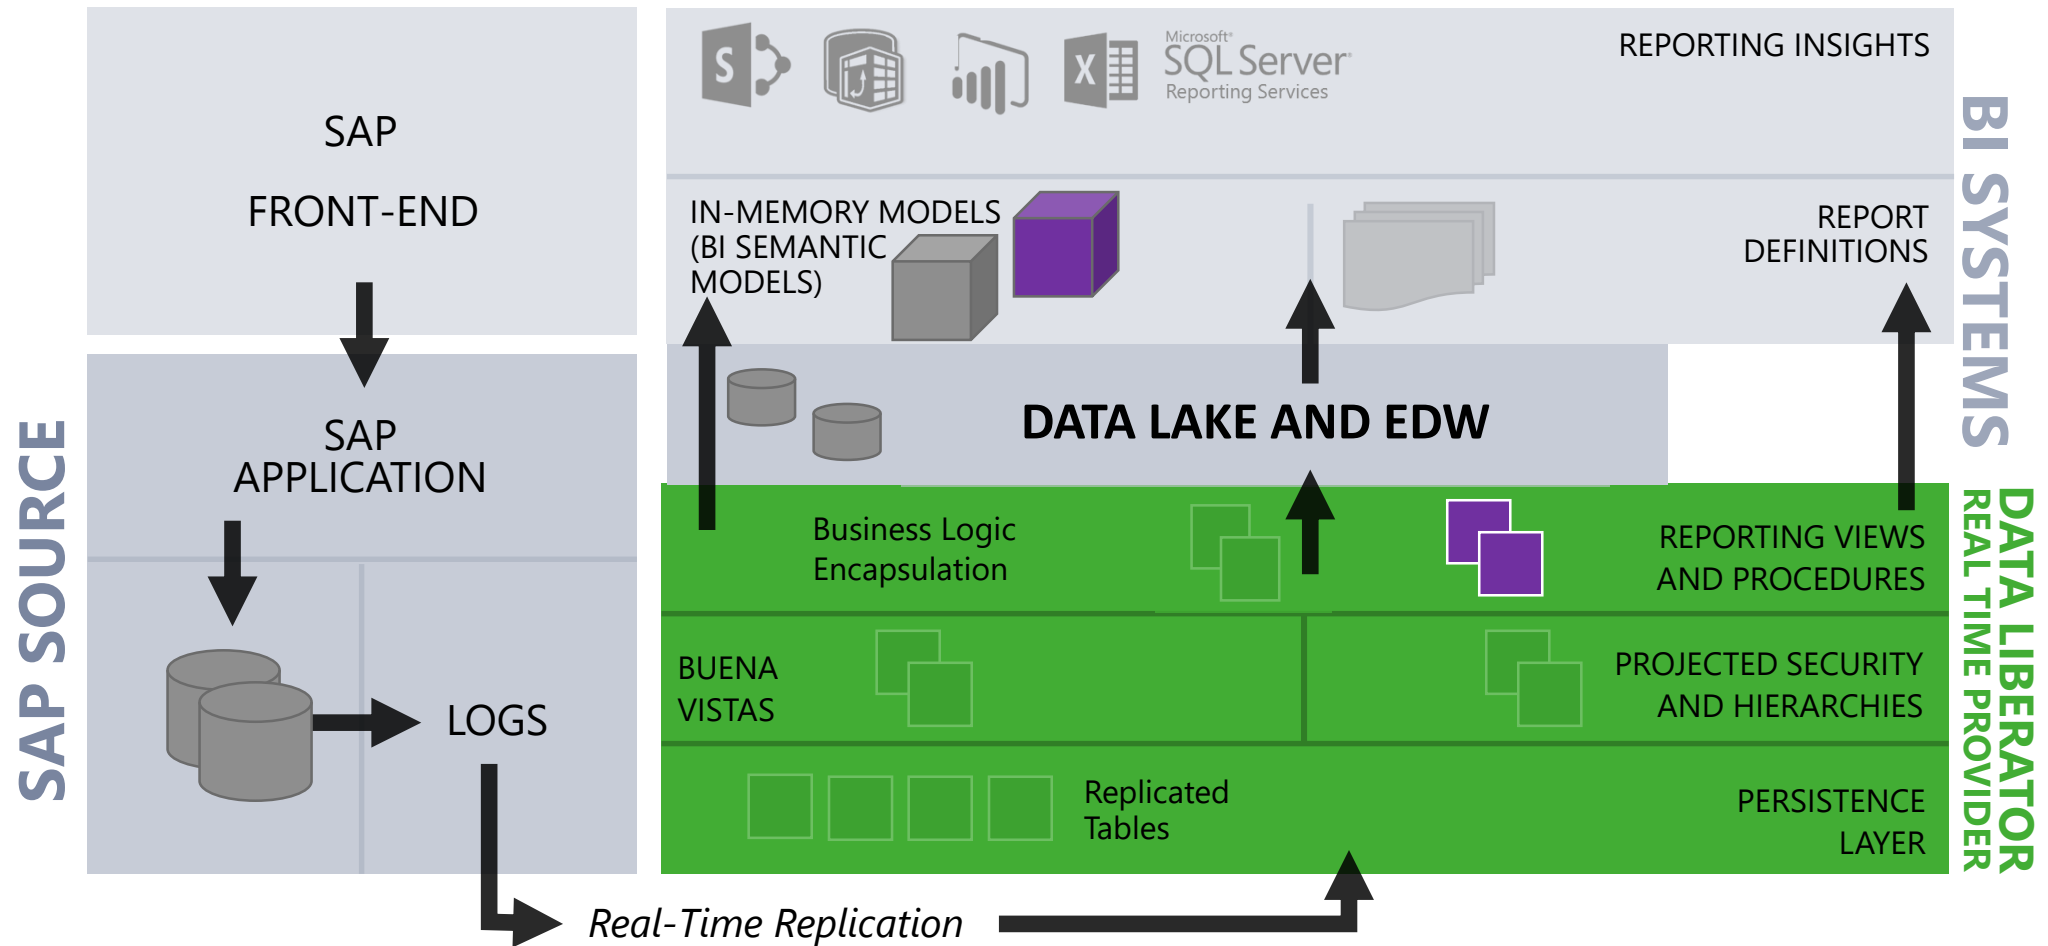 SAP
FRONT-END
SAP
APPLICATION
LOGS
SAP SOURCE
S
X
Microsoft®
SQL Server®
Reporting Services
REPORTING INSIGHTS
IN-MEMORY MODELS
(BI SEMANTIC
MODELS)
REPORT
DEFINITIONS
BI SYSTEMS
DATA LAKE AND EDW
Business Logic
Encapsulation
REPORTING VIEWS
AND PROCEDURES
BUENA
VISTAS
PROJECTED SECURITY
AND HIERARCHIES
Replicated
Tables
PERSISTENCE
LAYER
DATA LIBERATOR
REAL TIME PROVIDER
Real-Time Replication